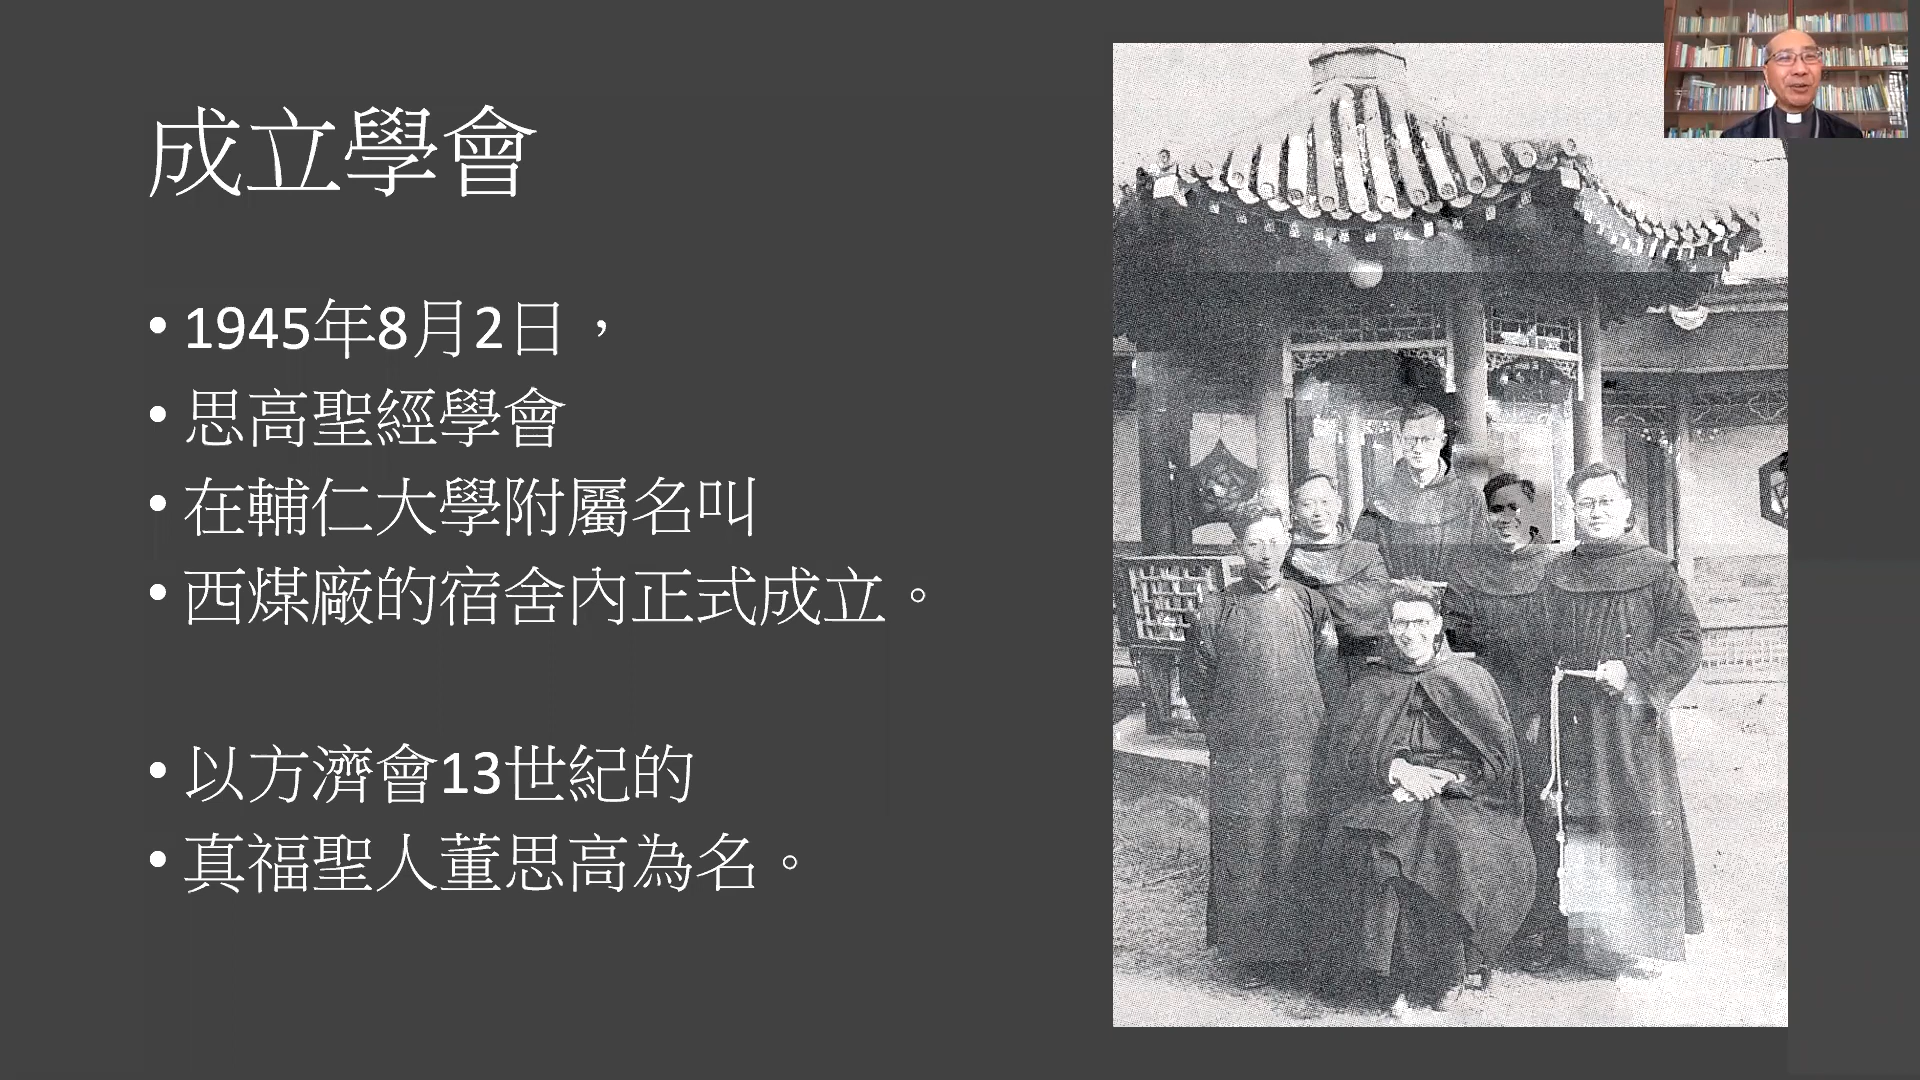 成立學會
• 1945年8月2日，
• 思高聖經學會
• 在輔仁大學附屬名叫
• 西煤廠的宿舍內正式成立。
• 以方濟會13世紀的
• 真福聖人董思高為名。